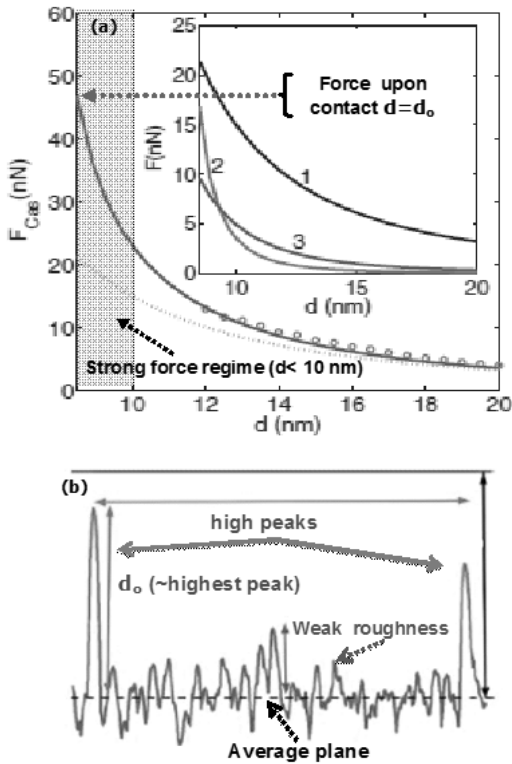 (a)
60
50
40
30
20
10
0
F_Cas (nN)
10
12
14
16
18
20
d (nm)
Strong force regime (d< 10 nm)
25
20
15
10
5
0
F(nN)
10
15
20
d (nm)
1
2
3
Force upon
contact d=d_o
(b)
high peaks
d_o (~highest peak)
Weak roughness
Average plane